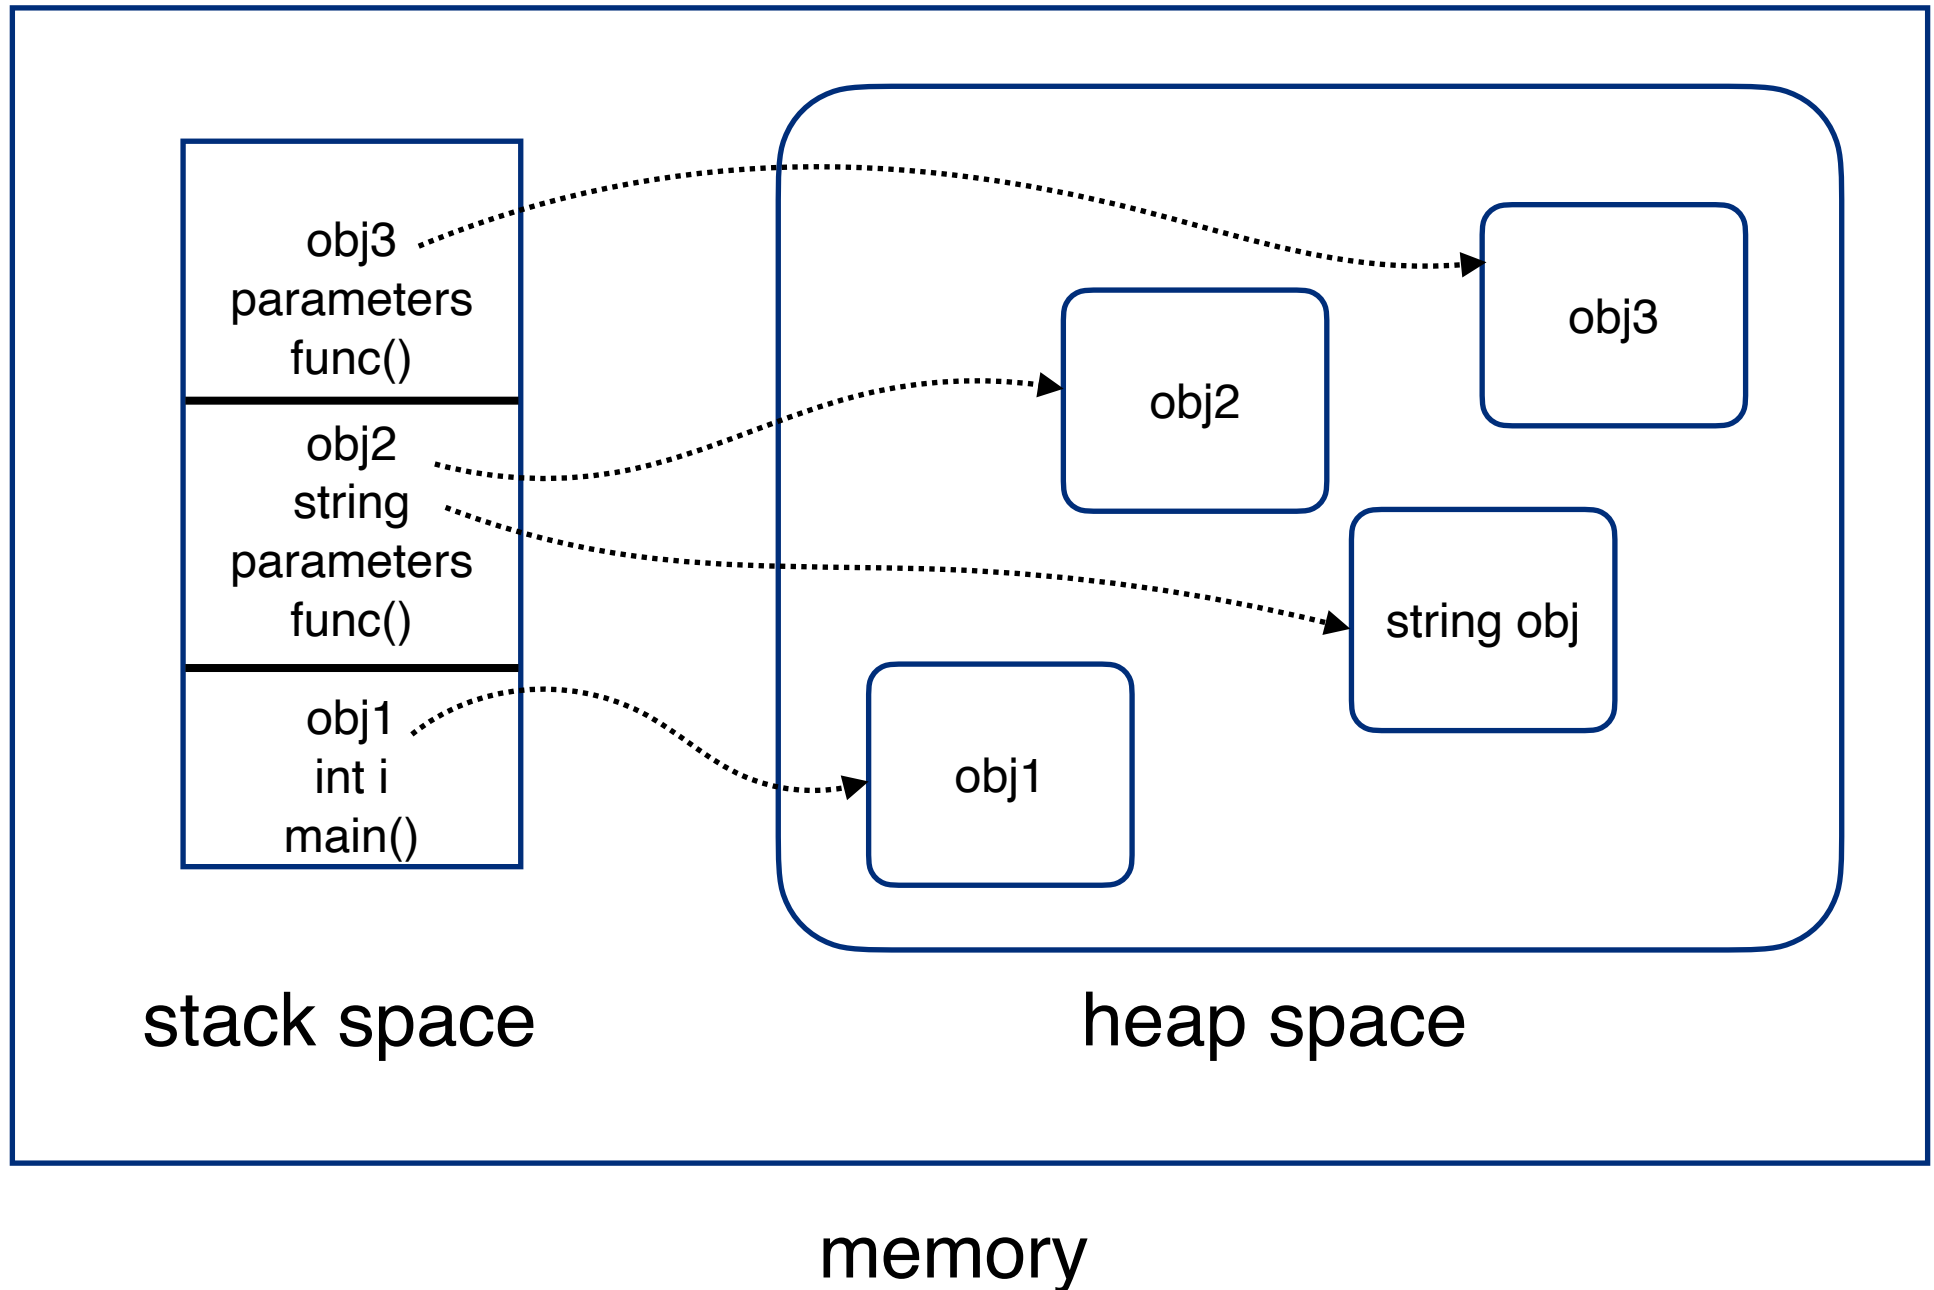 obj3
parameters
func()
obj2
string
parameters
func()
obj1
int i
main()
obj3
obj2
string obj
obj1
stack space
heap space
memory